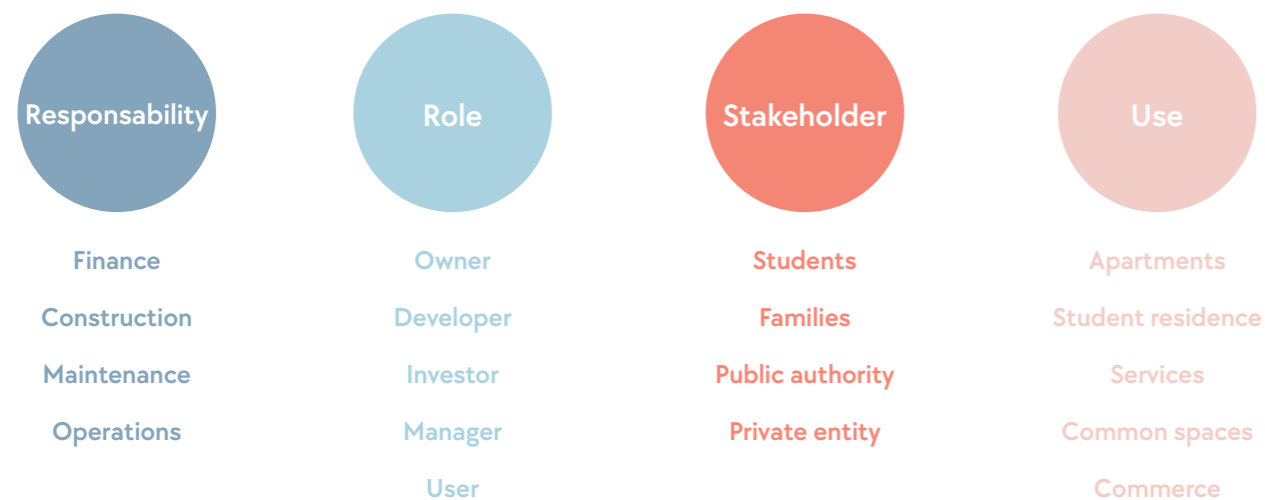 Responsability
Finance
Construction
Maintenance
Operations
Role
Owner
Developer
Investor
Manager
User
Stakeholder
Students
Families
Public authority
Private entity
Use
Apartments
Student residence
Services
Common spaces
Commerce